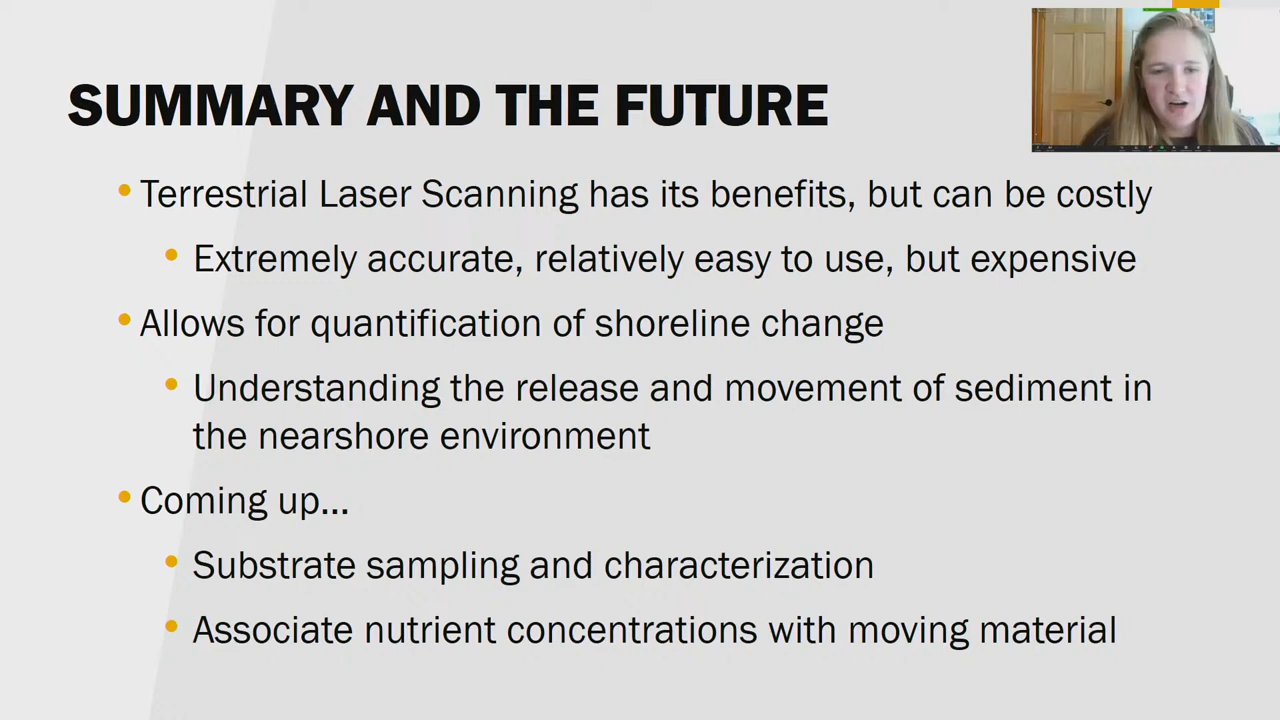 SUMMARY AND THE FUTURE
• Terrestrial Laser Scanning has its benefits, but can be costly
• Extremely accurate, relatively easy to use, but expensive
• Allows for quantification of shoreline change
• Understanding the release and movement of sediment in
the nearshore environment
• Coming up...
• Substrate sampling and characterization
• Associate nutrient concentrations with moving material